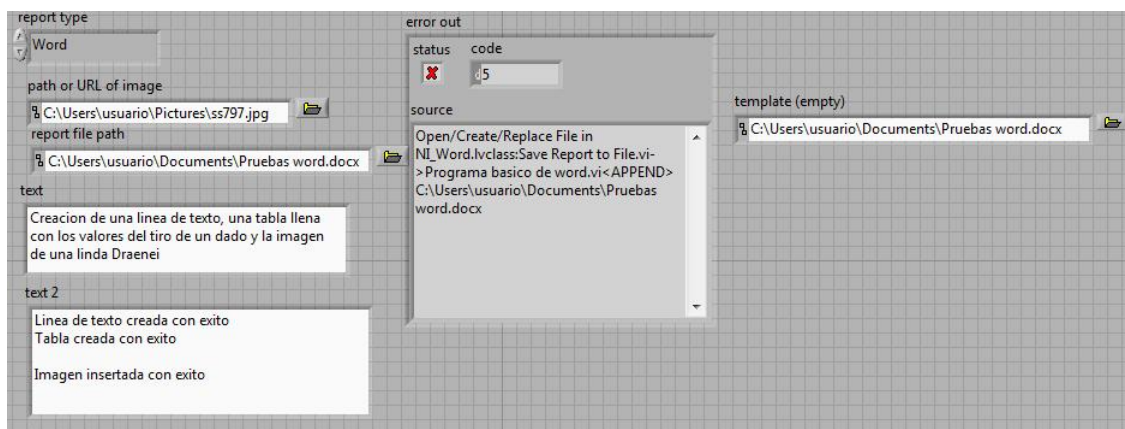 report type
Word
path or URL of image
C:\Users\usuario\Pictures\ss797.jpg
report file path
C:\Users\usuario\Documents\Pruebas word.docx
text
Creacion de una linea de texto, una tabla llena
con los valores del tiro de un dado y la imagen
de una linda Draenei
text 2
Linea de texto creada con exito
Tabla creada con exito
Imagen insertada con exito
error out
status code
d 5
source
Open/Create/Replace File in
NI_Word.lvclass:Save Report to File.vi-
>Programa basico de word.vi<APPEND>
C:\Users\usuario\Documents\Pruebas
word.docx
template (empty)
C:\Users\usuario\Documents\Pruebas word.docx